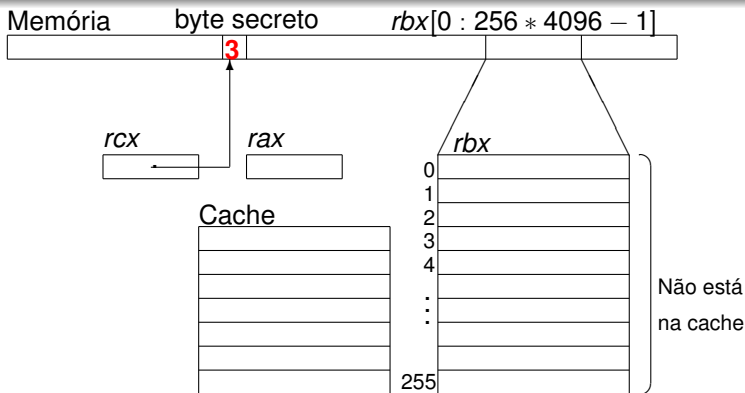 Memória byte secreto rbx[0 : 256 ∗ 4096 − 1]
3
rcx rax rbx
0
1
Cache 2
3
4
⋮
Não está
na cache
255